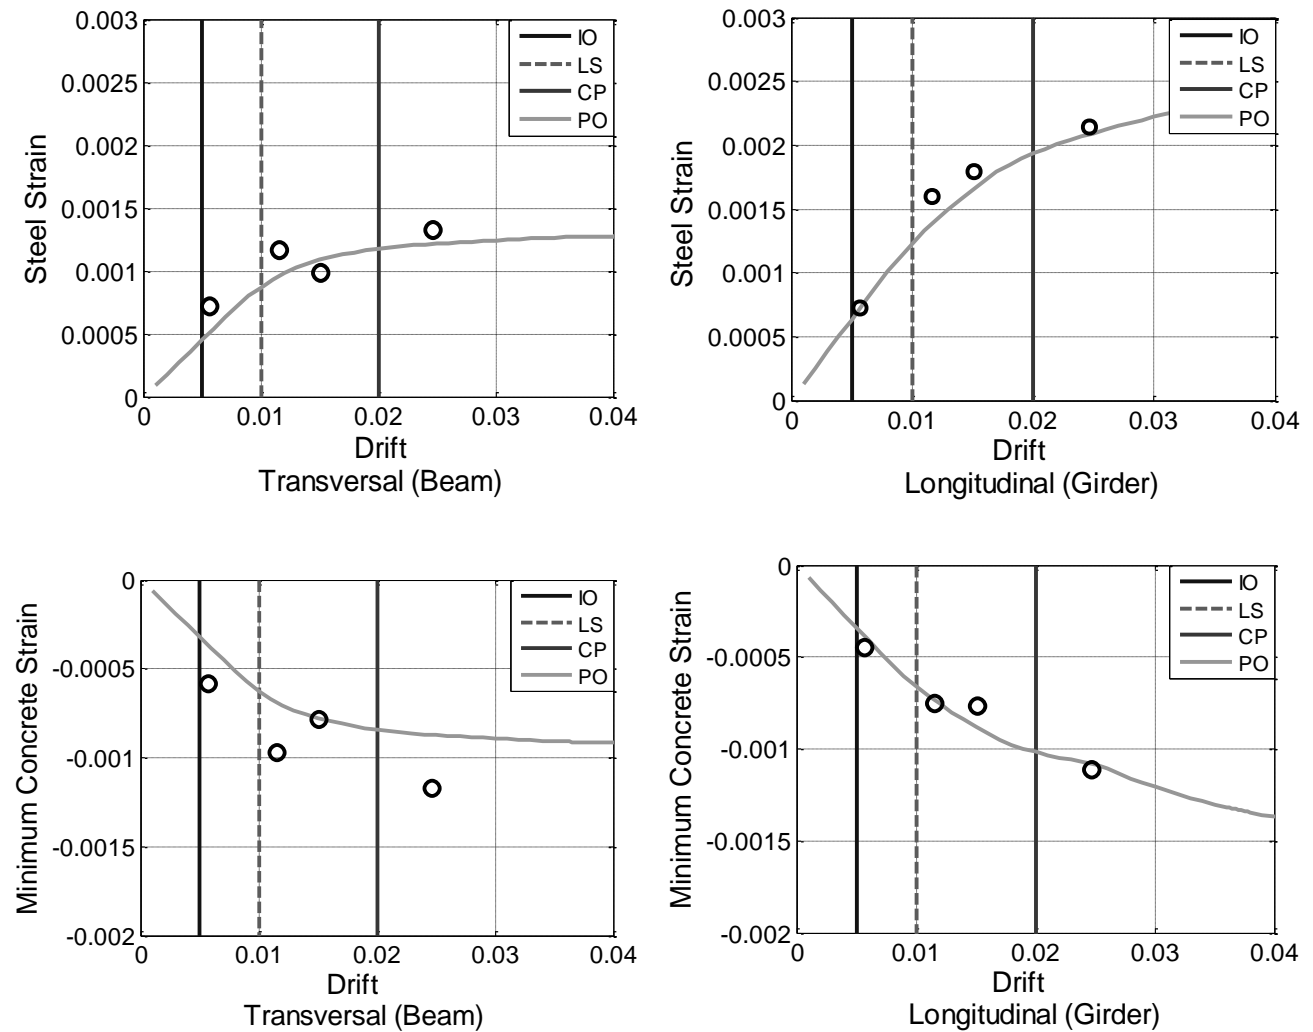 0.003
0.0025
0.002
0.0015
0.001
0.0005
0
Steel Strain
IO
LS
CP
PO
0 0.01 0.02 0.03 0.04
Drift
Transversal (Beam)
0.003
0.0025
0.002
0.0015
0.001
0.0005
0
Steel Strain
IO
LS
CP
PO
0 0.01 0.02 0.03 0.04
Drift
Longitudinal (Girder)
0
-0.0005
-0.001
-0.0015
-0.002
Minimum Concrete Strain
IO
LS
CP
PO
0 0.01 0.02 0.03 0.04
Drift
Transversal (Beam)
0
-0.0005
-0.001
-0.0015
-0.002
Minimum Concrete Strain
IO
LS
CP
PO
0 0.01 0.02 0.03 0.04
Drift
Longitudinal (Girder)